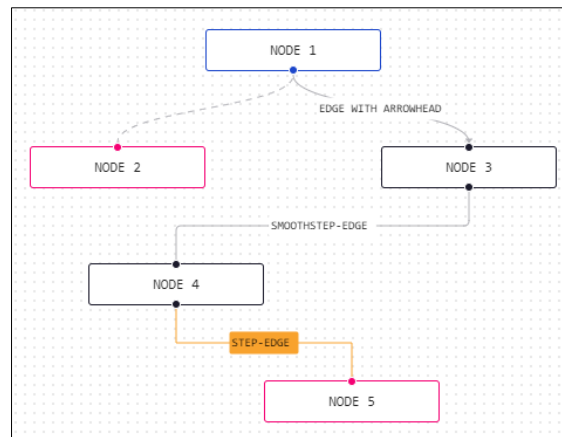 NODE 1
EDGE WITH ARROWHEAD
NODE 2
NODE 3
SMOOTHSTEP-EDGE
NODE 4
STEP-EDGE
NODE 5